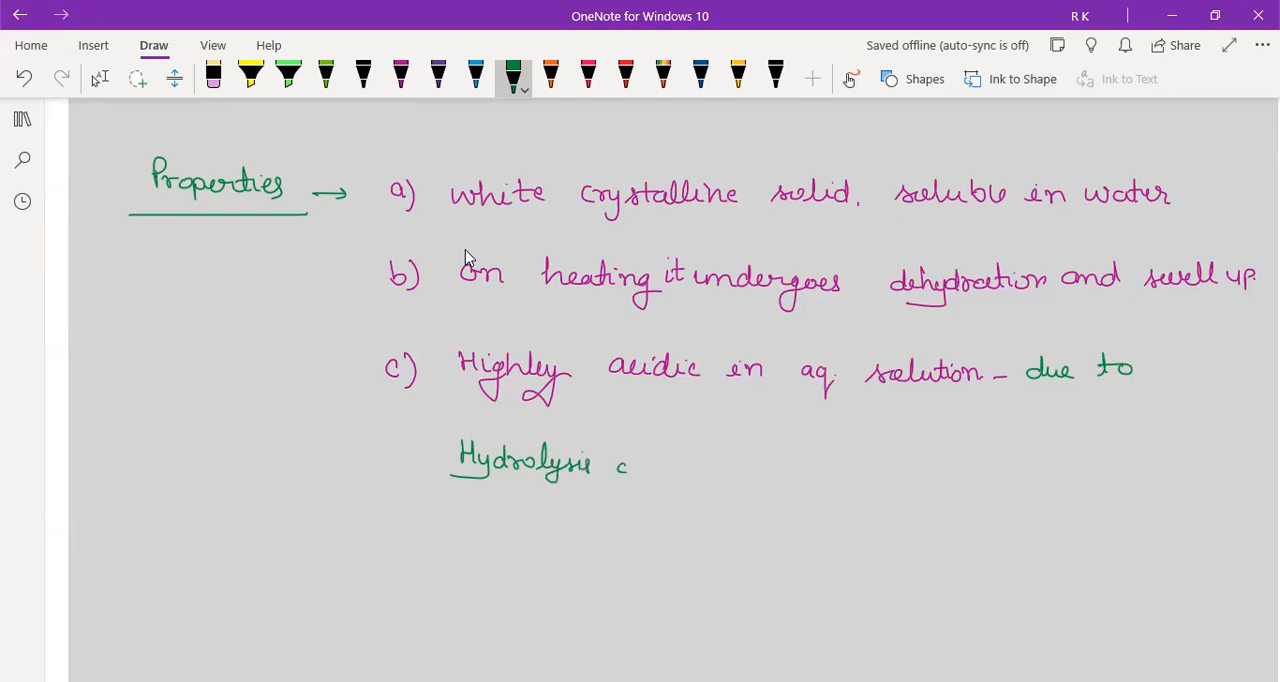 OneNote for Windows 10
R K
Home Insert Draw View Help
Saved offline (auto-sync is off)
Share
Shapes
Ink to Shape
Ink to Text
Properties → a) white crystalline solid. soluble in water
b) on heating it undergoes dehydration and swell up.
c) Highly acidic in aq. solution - due to
Hydrolysis